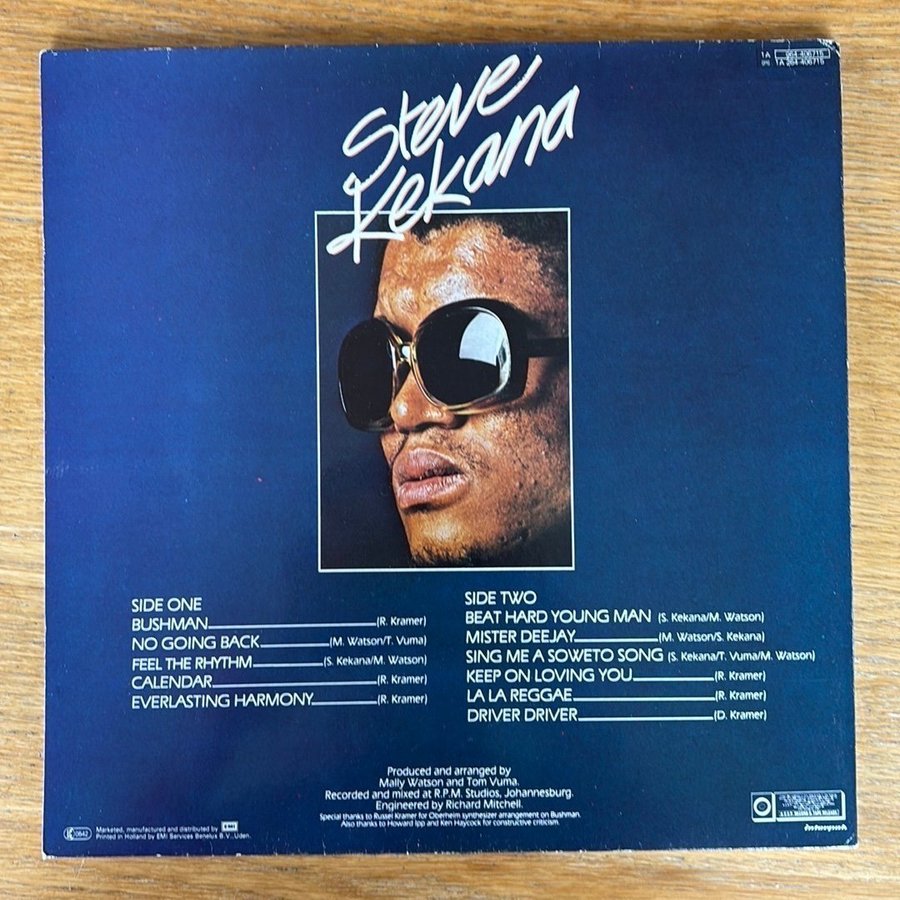 1A 064 406715
1A 264 406715
Steve
Kekana
SIDE ONE
BUSHMAN (R. Kramer)
NO GOING BACK (M. Watson/T. Vuma)
FEEL THE RHYTHM (S. Kekana/M. Watson)
CALENDAR (R. Kramer)
EVERLASTING HARMONY (R. Kramer)
SIDE TWO
BEAT HARD YOUNG MAN (S. Kekana/M. Watson)
MISTER DEEJAY (M. Watson/S. Kekana)
SING ME A SOWETO SONG (S. Kekana/T. Vuma/M. Watson)
KEEP ON LOVING YOU (R. Kramer)
LA LA REGGAE (R. Kramer)
DRIVER DRIVER (D. Kramer)
Produced and arranged by
Mally Watson and Tom Vuma.
Recorded and mixed at R.P.M. Studios, Johannesburg.
Engineered by Richard Mitchell.
Special thanks to Russel Kramer for Oberheim synthesizer arrangement on Bushman.
Also thanks to Howard Ipp and Ken Haycock for constructive criticism.
K 0642
Marketed, manufactured and distributed by EMI
Printed in Holland by EMI Services Benelux B.V., Uden.